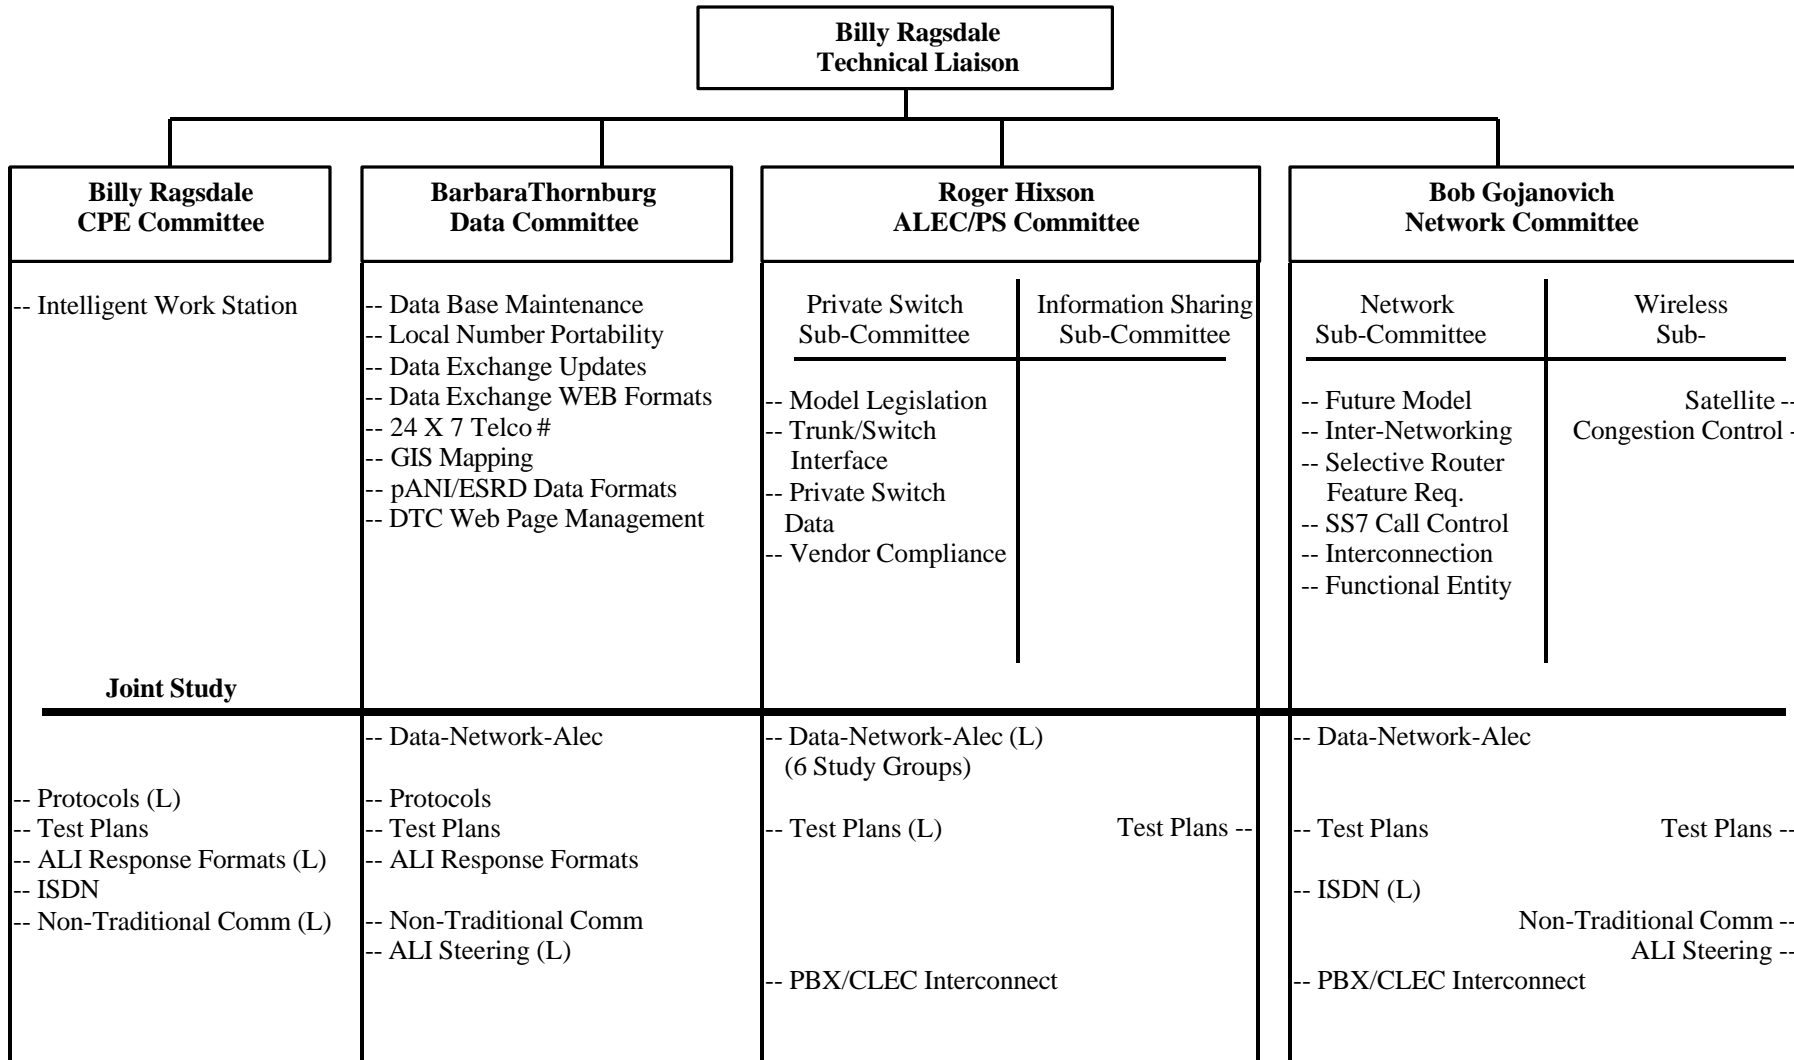 Billy Ragsdale
Technical Liaison
Billy Ragsdale
CPE Committee
-- Intelligent Work Station
BarbaraThornburg
Data Committee
-- Data Base Maintenance
-- Local Number Portability
-- Data Exchange Updates
-- Data Exchange WEB Formats
-- 24 X 7 Telco #
-- GIS Mapping
-- pANI/ESRD Data Formats
-- DTC Web Page Management
Roger Hixson
ALEC/PS Committee
Private Switch
Sub-Committee
-- Model Legislation
-- Trunk/Switch
Interface
-- Private Switch
Data
-- Vendor Compliance
Information Sharing
Sub-Committee
Bob Gojanovich
Network Committee
Network
Sub-Committee
-- Future Model
-- Inter-Networking
-- Selective Router
Feature Req.
-- SS7 Call Control
-- Interconnection
-- Functional Entity
Wireless
Sub-
Satellite --
Congestion Control -
Joint Study
-- Protocols (L)
-- Test Plans
-- ALI Response Formats (L)
-- ISDN
-- Non-Traditional Comm (L)
-- Data-Network-Alec
-- Protocols
-- Test Plans
-- ALI Response Formats
-- Non-Traditional Comm
-- ALI Steering (L)
-- Data-Network-Alec (L)
(6 Study Groups)
-- Test Plans (L)
Test Plans --
-- PBX/CLEC Interconnect
-- Data-Network-Alec
-- Test Plans
-- ISDN (L)
-- PBX/CLEC Interconnect
Test Plans --
Non-Traditional Comm --
ALI Steering --